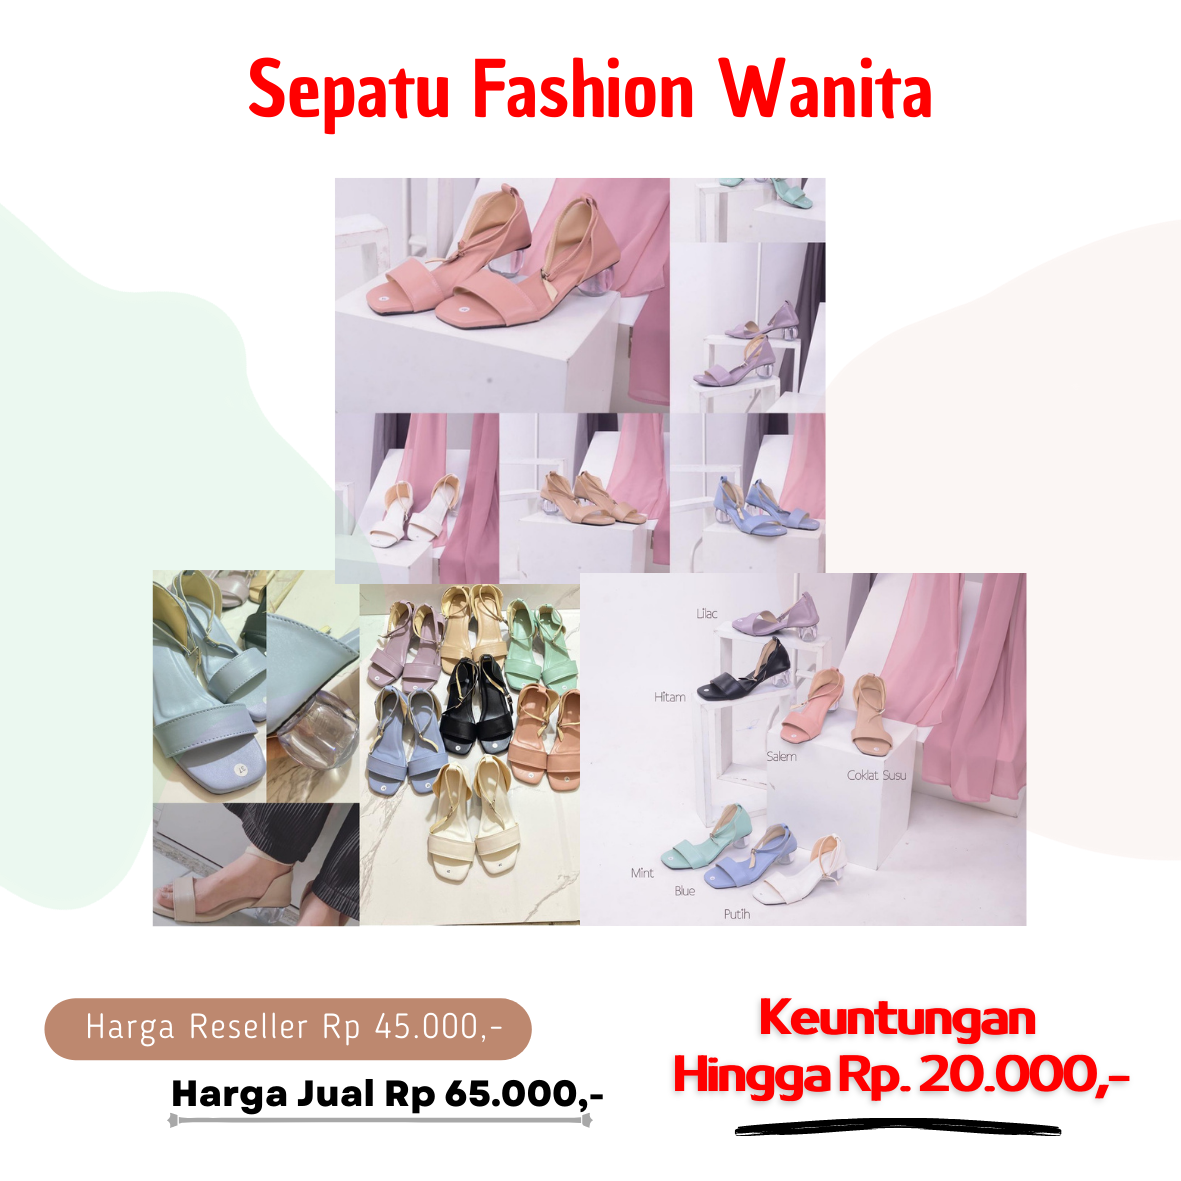 Sepatu Fashion Wanita
Lilac
Hitam
Salem
Coklat Susu
Mint
Blue
Putih
Harga Reseller Rp 45.000,-
Harga Jual Rp 65.000,-
Keuntungan
Hingga Rp. 20.000,-